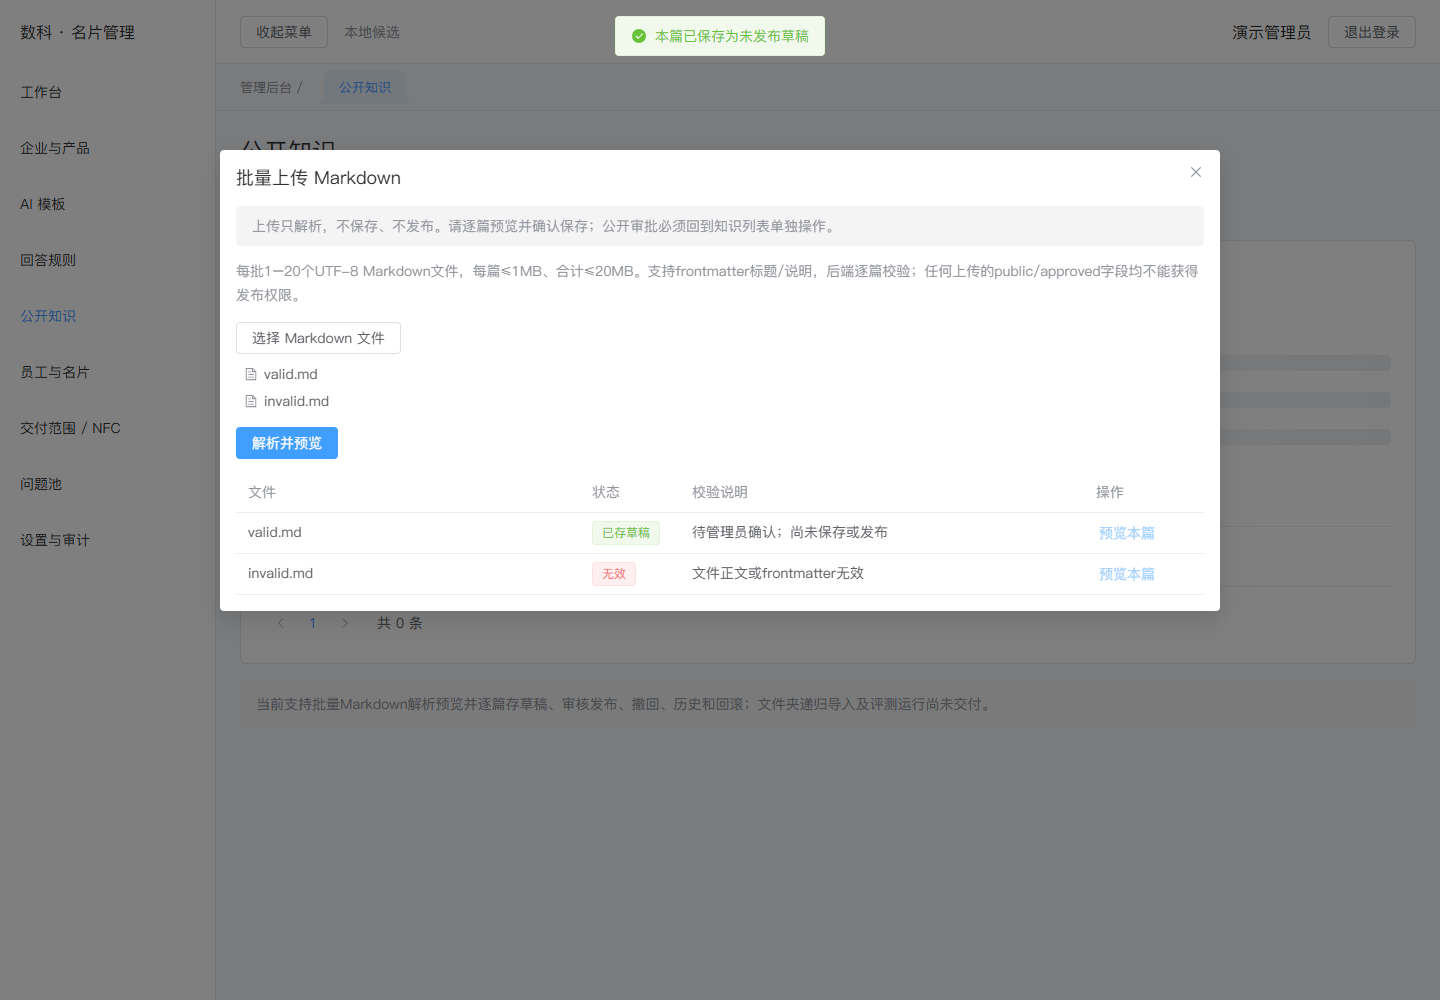 数科 · 名片管理
收起菜单
本地候选
本篇已保存为未发布草稿
演示管理员
退出登录
管理后台 /
公开知识
工作台
企业与产品
AI 模板
回答规则
公开知识
员工与名片
交付范围 / NFC
问题池
设置与审计
公开知识
批量上传 Markdown
上传只解析，不保存、不发布。请逐篇预览并确认保存；公开审批必须回到知识列表单独操作。
每批1—20个UTF-8 Markdown文件，每篇≤1MB、合计≤20MB。支持frontmatter标题/说明，后端逐篇校验；任何上传的public/approved字段均不能获得
发布权限。
选择 Markdown 文件
valid.md
invalid.md
解析并预览
文件 状态 校验说明 操作
valid.md 已存草稿 待管理员确认；尚未保存或发布 预览本篇
invalid.md 无效 文件正文或frontmatter无效 预览本篇
1 共 0 条
当前支持批量Markdown解析预览并逐篇存草稿、审核发布、撤回、历史和回滚；文件夹递归导入及评测运行尚未交付。